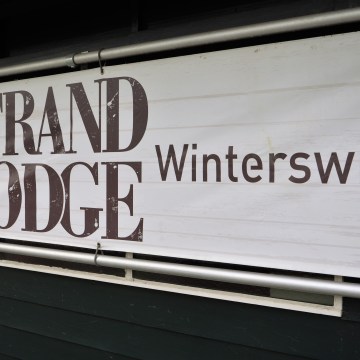 TRAND
ODGE
Wintersw